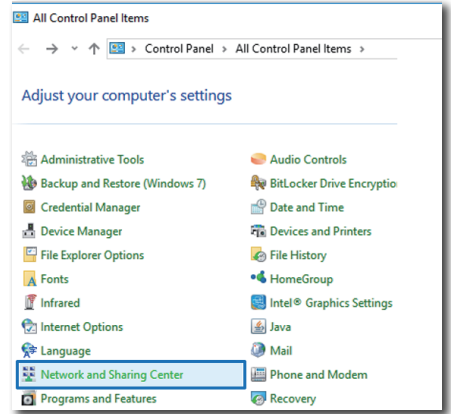 All Control Panel Items
Control Panel > All Control Panel Items >
Adjust your computer's settings
Administrative Tools
Audio Controls
Backup and Restore (Windows 7)
BitLocker Drive Encryptio
Credential Manager
Date and Time
Device Manager
Devices and Printers
File Explorer Options
File History
Fonts
HomeGroup
Infrared
Intel® Graphics Settings
Internet Options
Java
Language
Mail
Network and Sharing Center
Phone and Modem
Programs and Features
Recovery